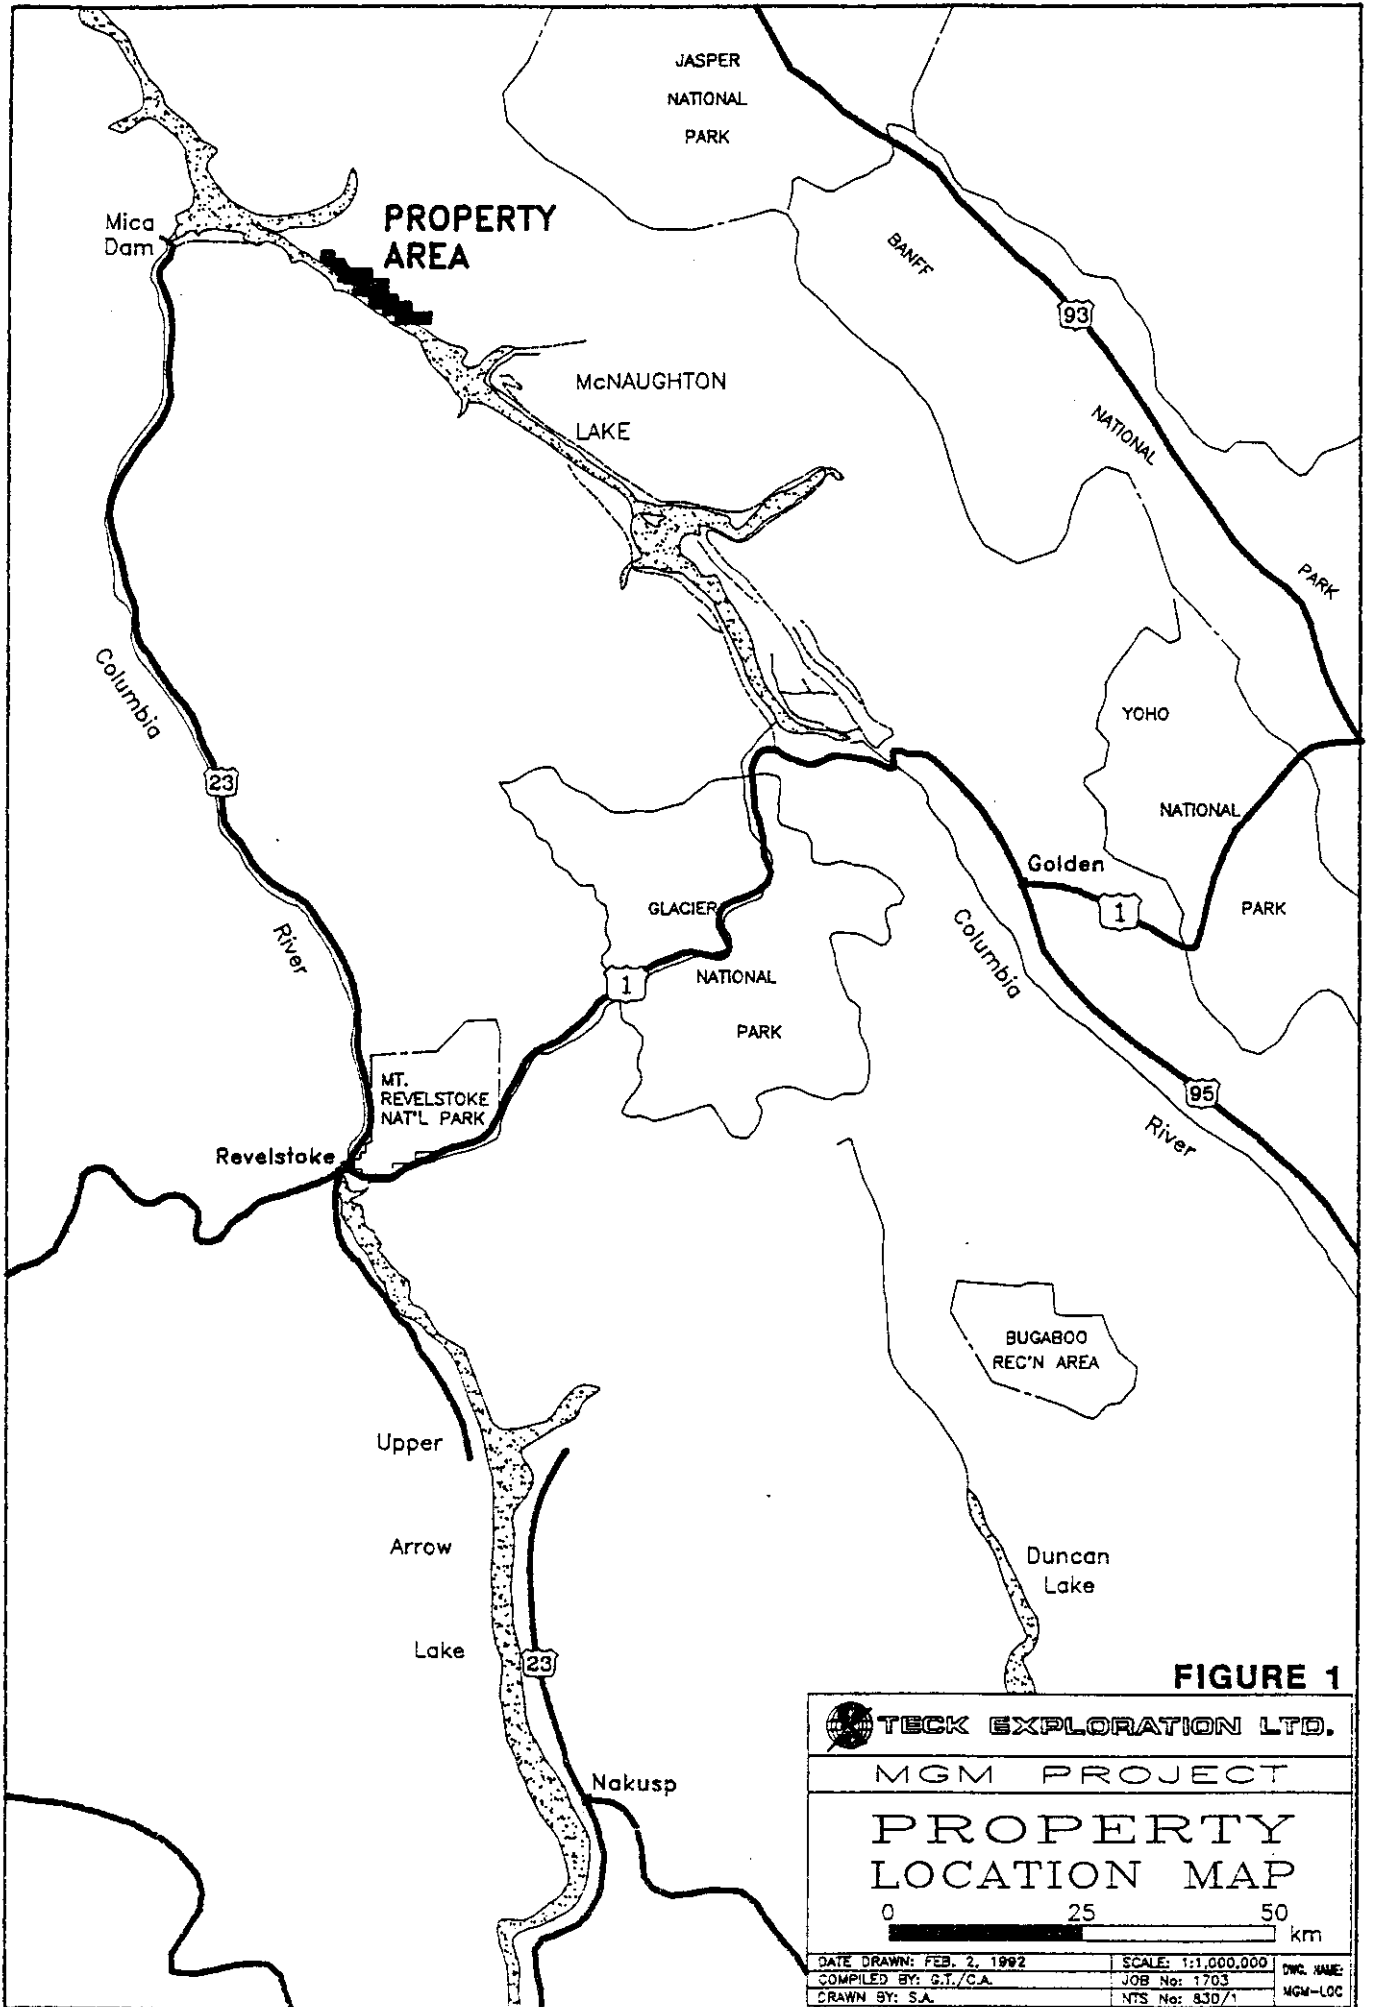 JASPER
NATIONAL
PARK
Mica
Dam
PROPERTY
AREA
BANFF
93
McNAUGHTON
LAKE
NATIONAL
PARK
Columbia
YOHO
23
NATIONAL
Golden
GLACIER
1
PARK
River
Columbia
NATIONAL
1
PARK
MT.
REVELSTOKE
NAT'L PARK
95
River
Revelstoke
BUGABOO
REC'N AREA
Upper
Arrow
Duncan
Lake
Lake
23
FIGURE 1
TECK EXPLORATION LTD.
MGM PROJECT
Nakusp
PROPERTY
LOCATION MAP
0 25 50
km
DATE DRAWN: FEB. 2, 1992 SCALE: 1:1,000,000 DWG. NAME:
COMPILED BY: G.T./C.A. JOB No: 1703 MGM-LOC
DRAWN BY: S.A. NTS No: 83D/1